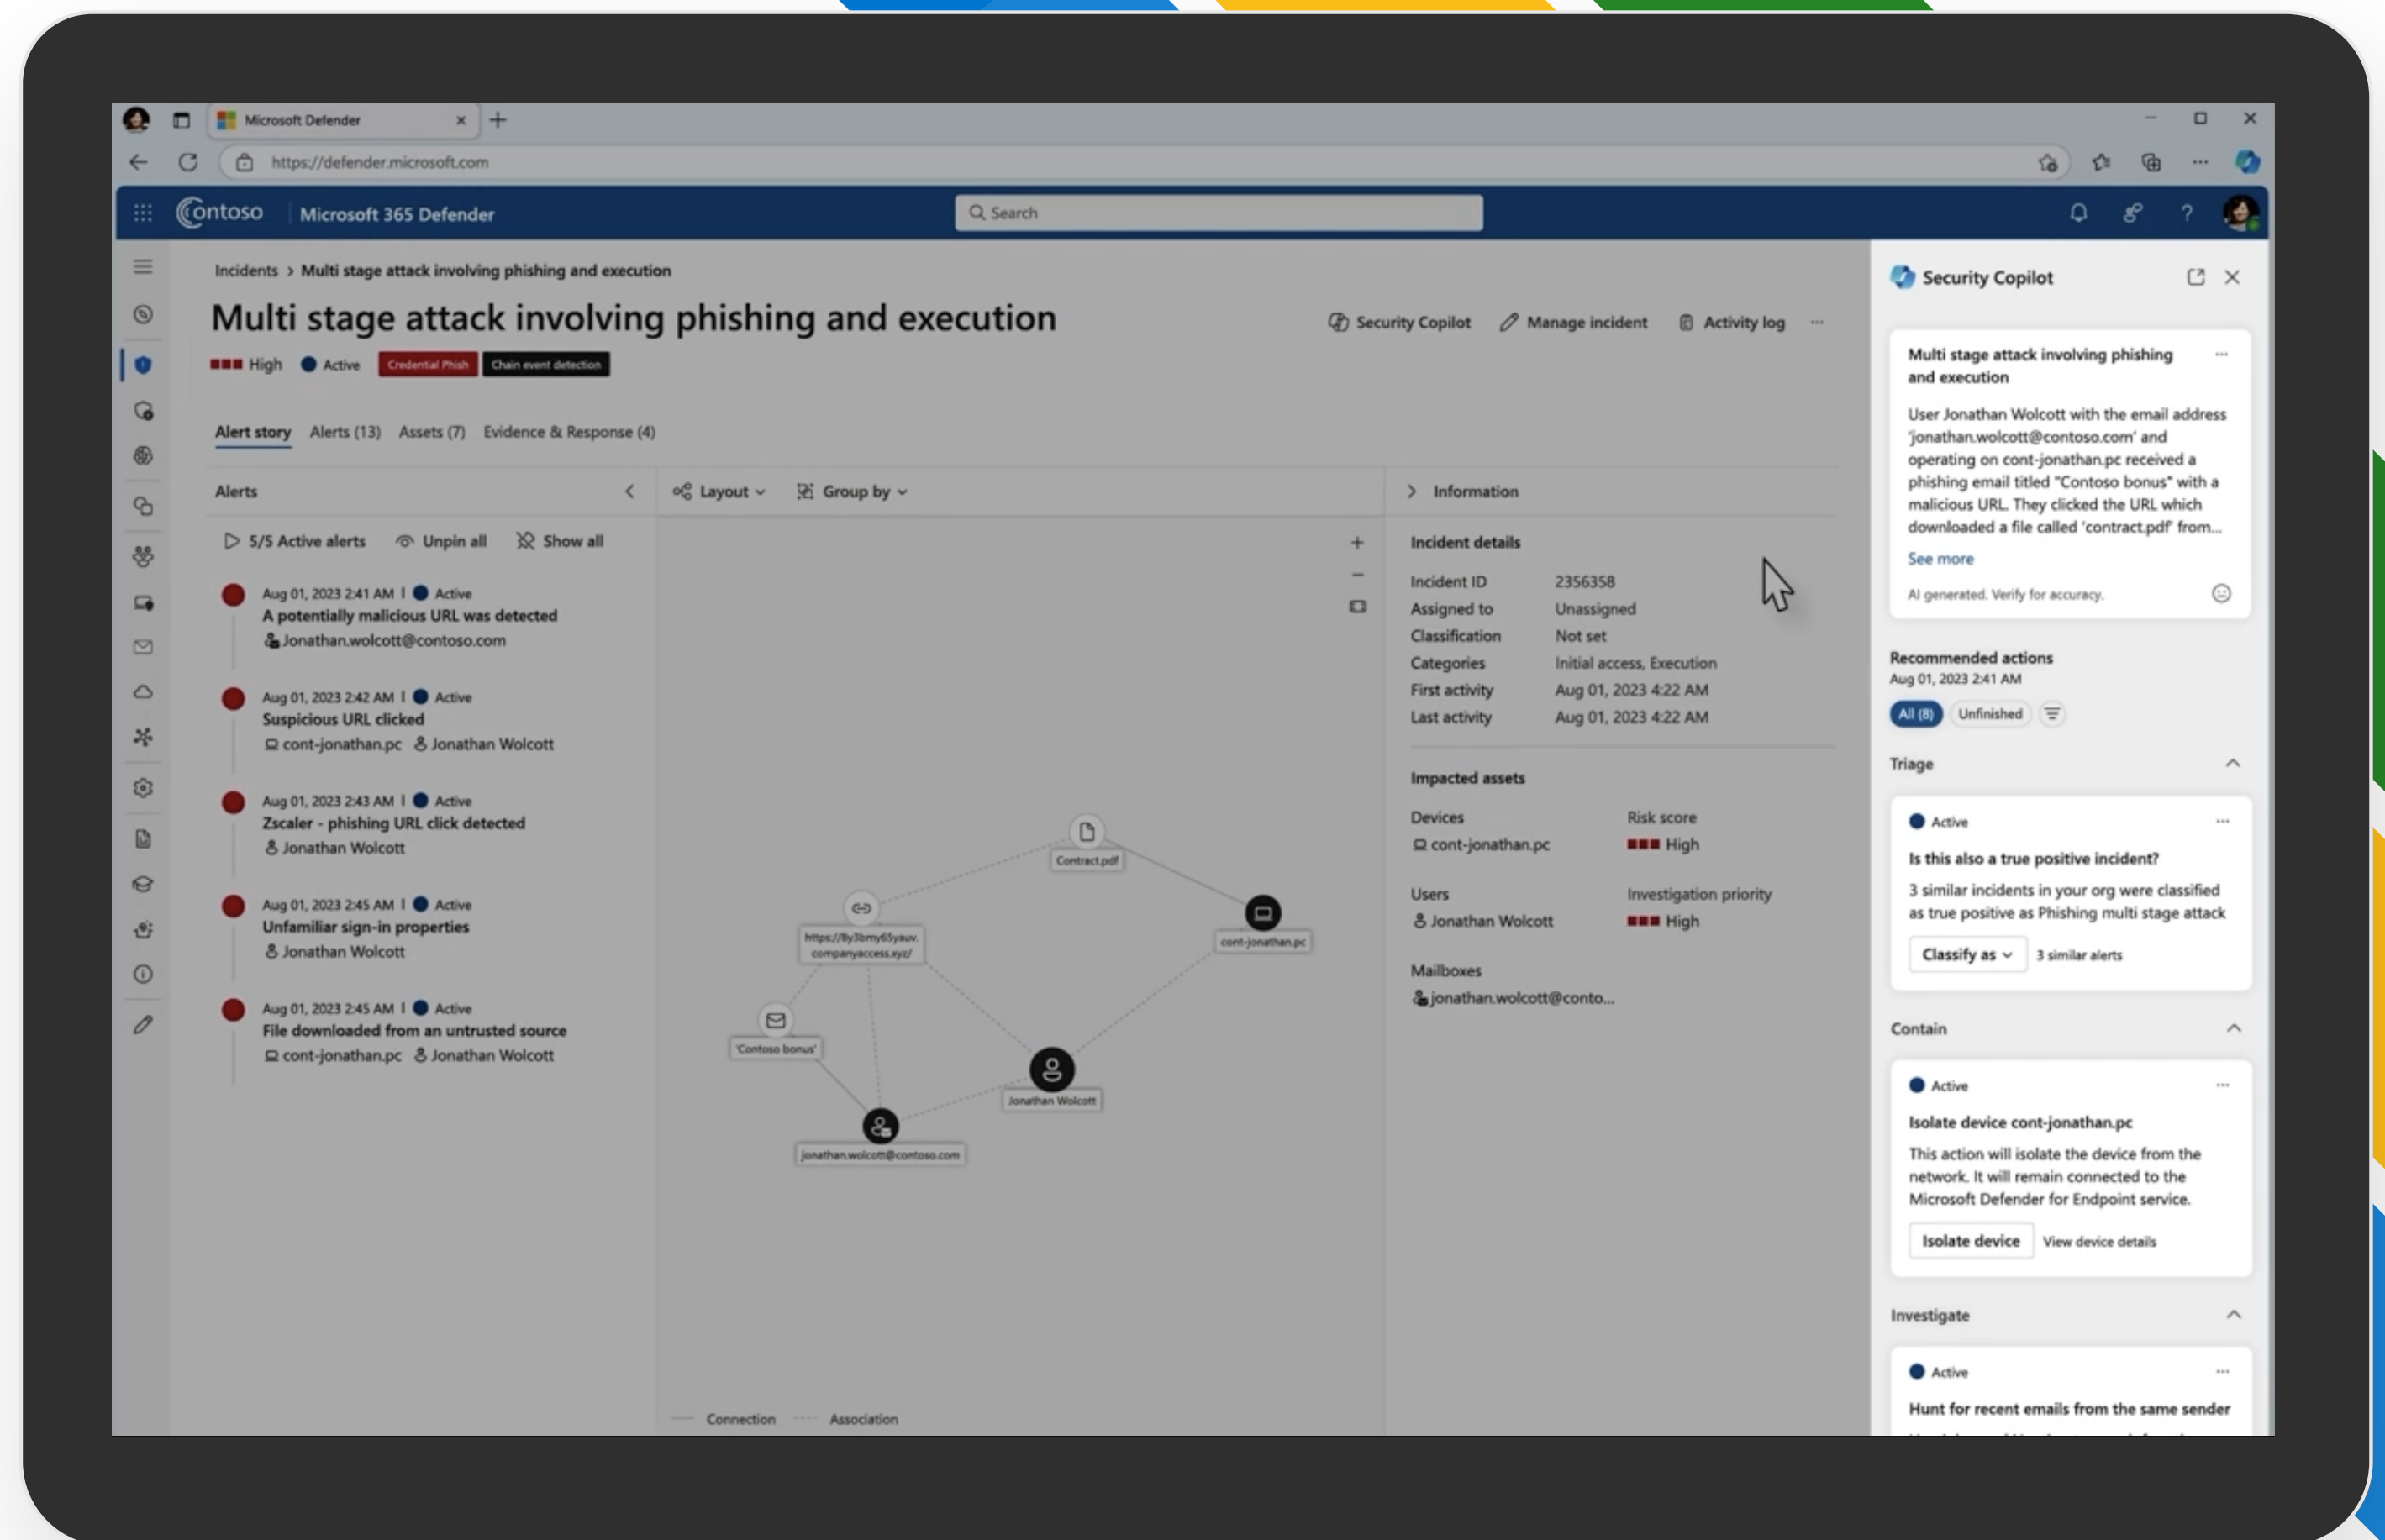 Microsoft Defender
https://defender.microsoft.com
Contoso
Microsoft 365 Defender
Search
Incidents > Multi stage attack involving phishing and execution
Multi stage attack involving phishing and execution
Security Copilot
Manage incident
Activity log
High
Active
Credential Phish
Chain event detection
Alert story
Alerts (13)
Assets (7)
Evidence & Response (4)
Alerts
5/5 Active alerts
Unpin all
Show all
Aug 01, 2023 2:41 AM | Active
A potentially malicious URL was detected
Jonathan.wolcott@contoso.com
Aug 01, 2023 2:42 AM | Active
Suspicious URL clicked
cont-jonathan.pc Jonathan Wolcott
Aug 01, 2023 2:43 AM | Active
Zscaler - phishing URL click detected
Jonathan Wolcott
Aug 01, 2023 2:45 AM | Active
Unfamiliar sign-in properties
Jonathan Wolcott
Aug 01, 2023 2:45 AM | Active
File downloaded from an untrusted source
cont-jonathan.pc Jonathan Wolcott
Layout
Group by
Contract.pdf
https://8y3bmy65yauv.
companyaccess.xyz/
cont-jonathan.pc
'Contoso bonus'
Jonathan Wolcott
jonathan.wolcott@contoso.com
Connection
Association
Information
Incident details
Incident ID 2356358
Assigned to Unassigned
Classification Not set
Categories Initial access, Execution
First activity Aug 01, 2023 4:22 AM
Last activity Aug 01, 2023 4:22 AM
Impacted assets
Devices Risk score
cont-jonathan.pc High
Users Investigation priority
Jonathan Wolcott High
Mailboxes
jonathan.wolcott@conto...
Security Copilot
Multi stage attack involving phishing
and execution
User Jonathan Wolcott with the email address
'jonathan.wolcott@contoso.com' and
operating on cont-jonathan.pc received a
phishing email titled "Contoso bonus" with a
malicious URL. They clicked the URL which
downloaded a file called 'contract.pdf' from...
See more
AI generated. Verify for accuracy.
Recommended actions
Aug 01, 2023 2:41 AM
All (8)
Unfinished
Triage
Active
Is this also a true positive incident?
3 similar incidents in your org were classified
as true positive as Phishing multi stage attack
Classify as
3 similar alerts
Contain
Active
Isolate device cont-jonathan.pc
This action will isolate the device from the
network. It will remain connected to the
Microsoft Defender for Endpoint service.
Isolate device
View device details
Investigate
Active
Hunt for recent emails from the same sender